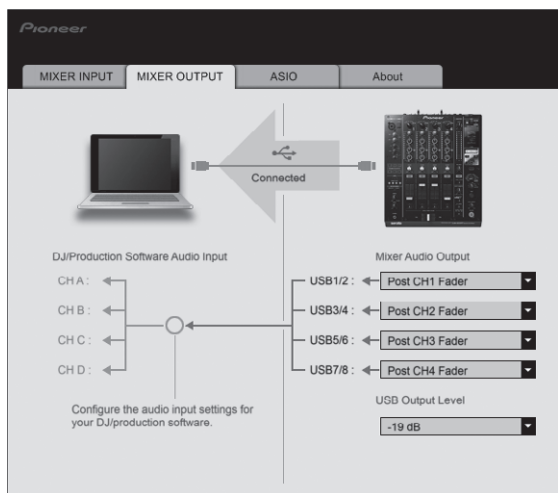 Pioneer
MIXER INPUT
MIXER OUTPUT
ASIO
About
Connected
Pioneer
DJ/Production Software Audio Input
Mixer Audio Output
CH A :
CH B :
CH C :
CH D :
USB1/2 :
Post CH1 Fader
USB3/4 :
Post CH2 Fader
USB5/6 :
Post CH3 Fader
USB7/8 :
Post CH4 Fader
Configure the audio input settings for
your DJ/production software.
USB Output Level
-19 dB